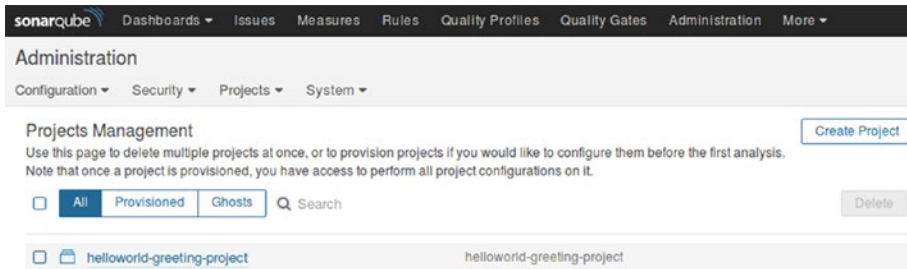 sonarqube Dashboards Issues Measures Rules Quality Profiles Quality Gates Administration More
Administration
Configuration Security Projects System
Projects Management
Create Project
Use this page to delete multiple projects at once, or to provision projects if you would like to configure them before the first analysis.
Note that once a project is provisioned, you have access to perform all project configurations on it.
All Provisioned Ghosts Search Delete
helloworld-greeting-project helloworld-greeting-project